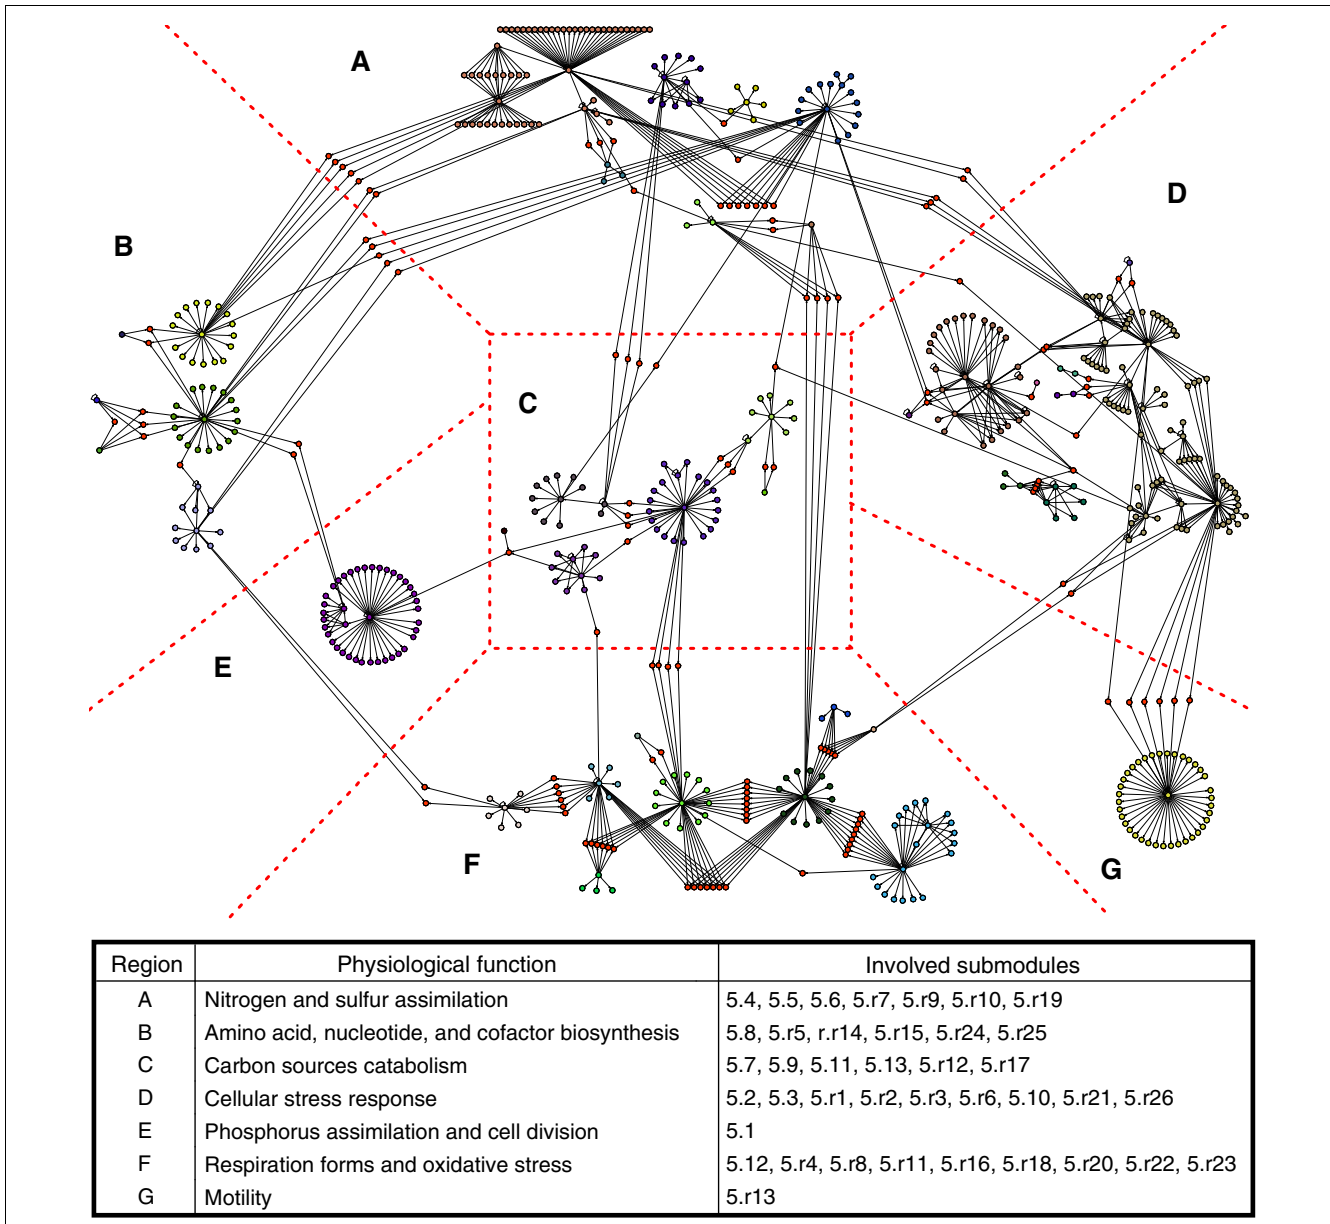 A
D
B
C
E
F
G
Region Physiological function Involved submodules
A Nitrogen and sulfur assimilation 5.4, 5.5, 5.6, 5.r7, 5.r9, 5.r10, 5.r19
B Amino acid, nucleotide, and cofactor biosynthesis 5.8, 5.r5, r.r14, 5.r15, 5.r24, 5.r25
C Carbon sources catabolism 5.7, 5.9, 5.11, 5.13, 5.r12, 5.r17
D Cellular stress response 5.2, 5.3, 5.r1, 5.r2, 5.r3, 5.r6, 5.10, 5.r21, 5.r26
E Phosphorus assimilation and cell division 5.1
F Respiration forms and oxidative stress 5.12, 5.r4, 5.r8, 5.r11, 5.r16, 5.r18, 5.r20, 5.r22, 5.r23
G Motility 5.r13